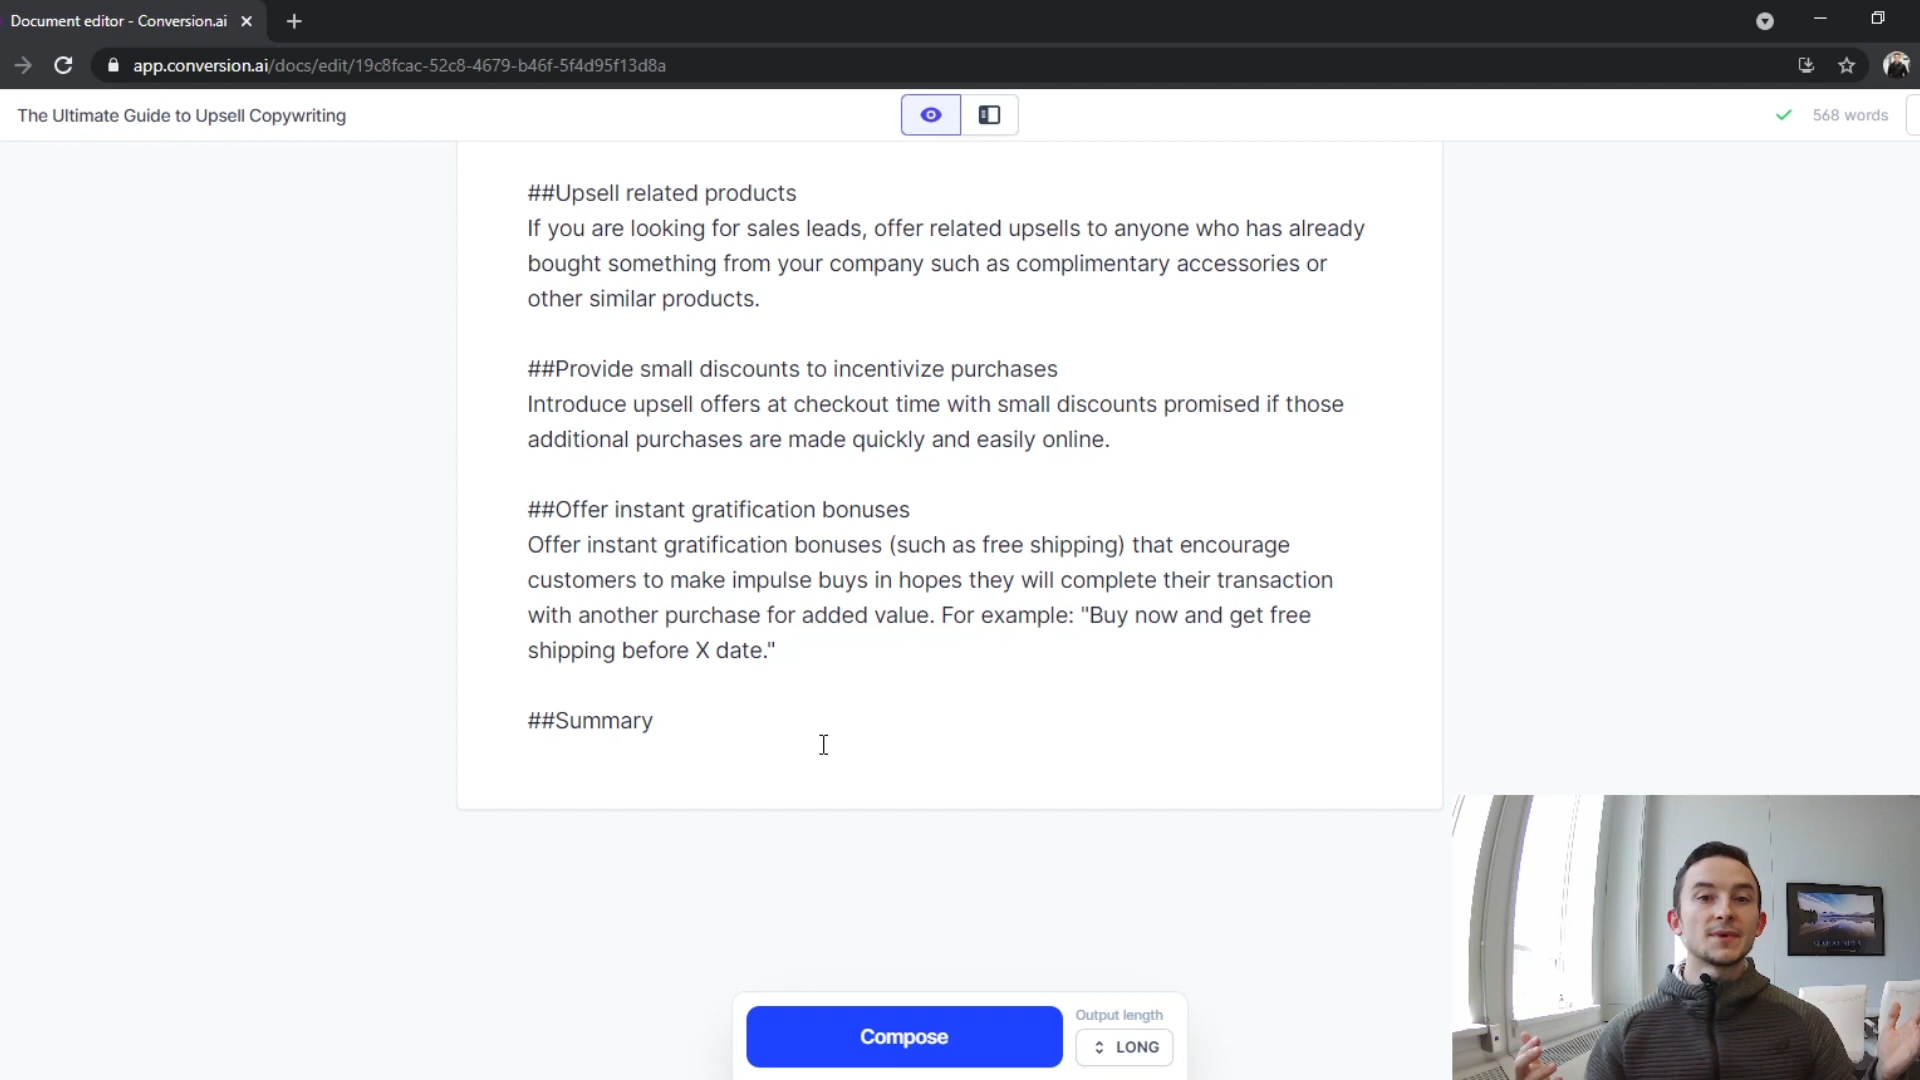 Document editor - Conversion.ai
app.conversion.ai/docs/edit/19c8fcac-52c8-4679-b46f-5f4d95f13d8a
The Ultimate Guide to Upsell Copywriting
568 words
##Upsell related products
If you are looking for sales leads, offer related upsells to anyone who has already
bought something from your company such as complimentary accessories or
other similar products.
##Provide small discounts to incentivize purchases
Introduce upsell offers at checkout time with small discounts promised if those
additional purchases are made quickly and easily online.
##Offer instant gratification bonuses
Offer instant gratification bonuses (such as free shipping) that encourage
customers to make impulse buys in hopes they will complete their transaction
with another purchase for added value. For example: "Buy now and get free
shipping before X date."
##Summary
Compose
Output length
LONG